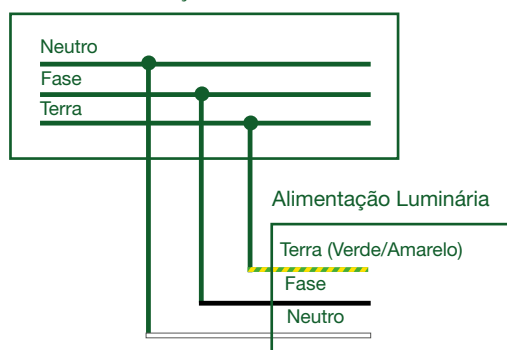 Neutro
Fase
Terra
Alimentação Luminária
Terra (Verde/Amarelo)
Fase
Neutro